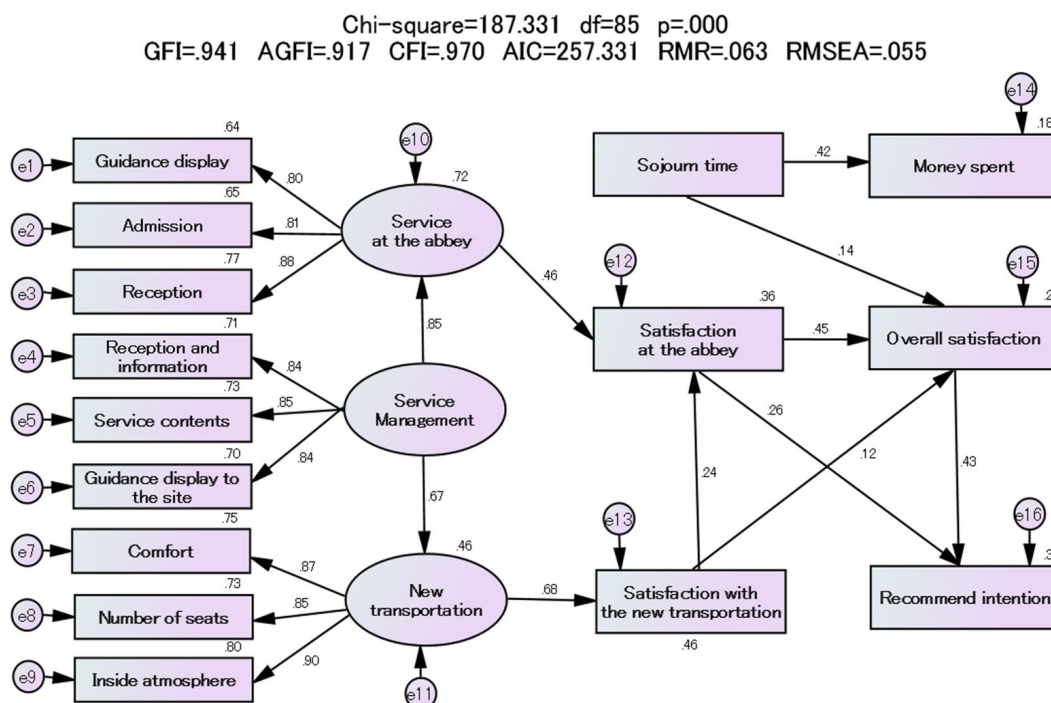 Chi-square=187.331 df=85 p=.000
GFI=.941 AGFI=.917 CFI=.970 AIC=257.331 RMR=.063 RMSEA=.055
e1
.64
Guidance display
.80
e2
.65
Admission
.81
e3
.77
Reception
.88
e4
.71
Reception and
information
.84
e5
.73
Service contents
.85
e6
.70
Guidance display to
the site
.84
e7
.75
Comfort
.87
e8
.73
Number of seats
.85
e9
.80
Inside atmosphere
.90
e10
.72
Service
at the abbey
.46
.85
Service
Management
.67
.46
New
transportation
e11
.68
Sojourn time
.42
.14
e14
.18
Money spent
e12
.36
Satisfaction
at the abbey
.45
.26
.24
.12
e15
Overall satisfaction
.43
e13
Satisfaction with
the new transportation
.46
e16
Recommend intention